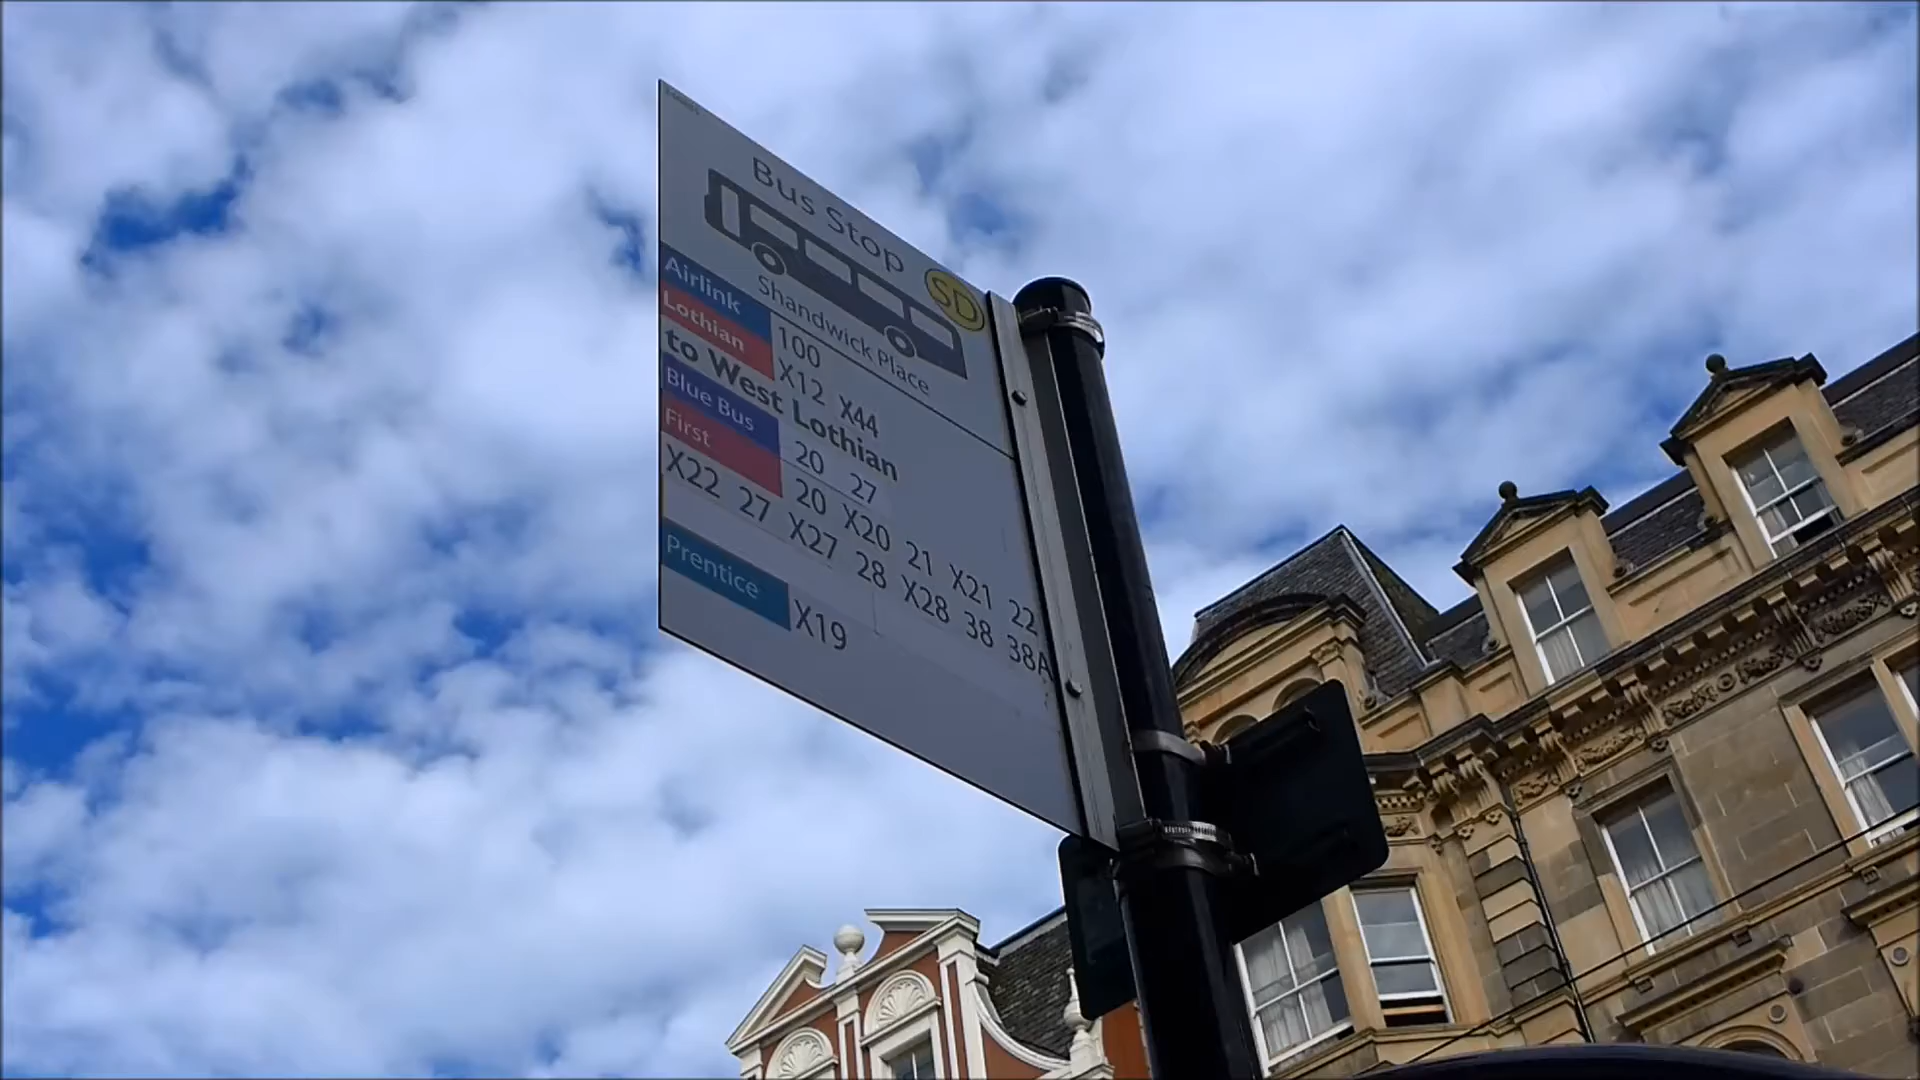 Bus Stop
SD
Shandwick Place
Airlink 100
Lothian X12 X44
to West Lothian
Blue Bus 20 27
First 20 X20 21 X21 22
X22 27 X27 28 X28 38 38A
Prentice X19